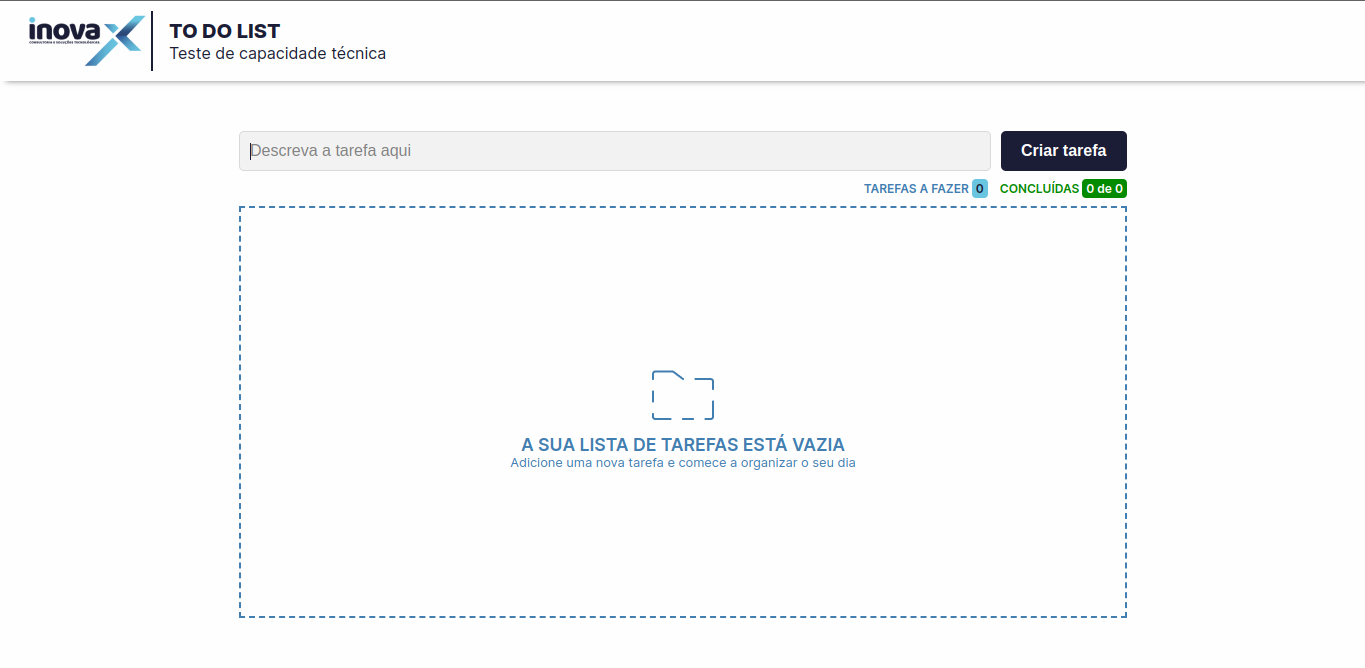 inova
CONSULTORIA E SOLUÇÕES TECNOLÓGICAS
TO DO LIST
Teste de capacidade técnica
Descreva a tarefa aqui
Criar tarefa
TAREFAS A FAZER 0 CONCLUÍDAS 0 de 0
A SUA LISTA DE TAREFAS ESTÁ VAZIA
Adicione uma nova tarefa e comece a organizar o seu dia